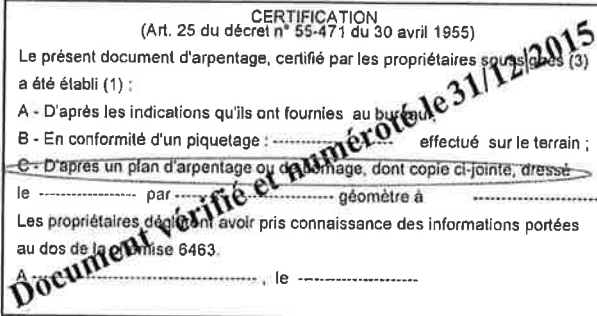 CERTIFICATION
(Art. 25 du décret n° 55-471 du 30 avril 1955)
Le présent document d'arpentage, certifié par les propriétaires soussignés (3)
a été établi (1) :
A - D'après les indications qu'ils ont fournies au bureau
B - En conformité d'un piquetage : -------------------- effectué sur le terrain ;
C - D'après un plan d'arpentage ou de bornage, dont copie ci-jointe, dressé
le ---------------- par ---------------- géomètre à --------------------
Les propriétaires déclarent avoir pris connaissance des informations portées
au dos de la chemise 6463.
A -------------------------------------- , le --------------------
Document vérifié et numéroté le 31/12/2015